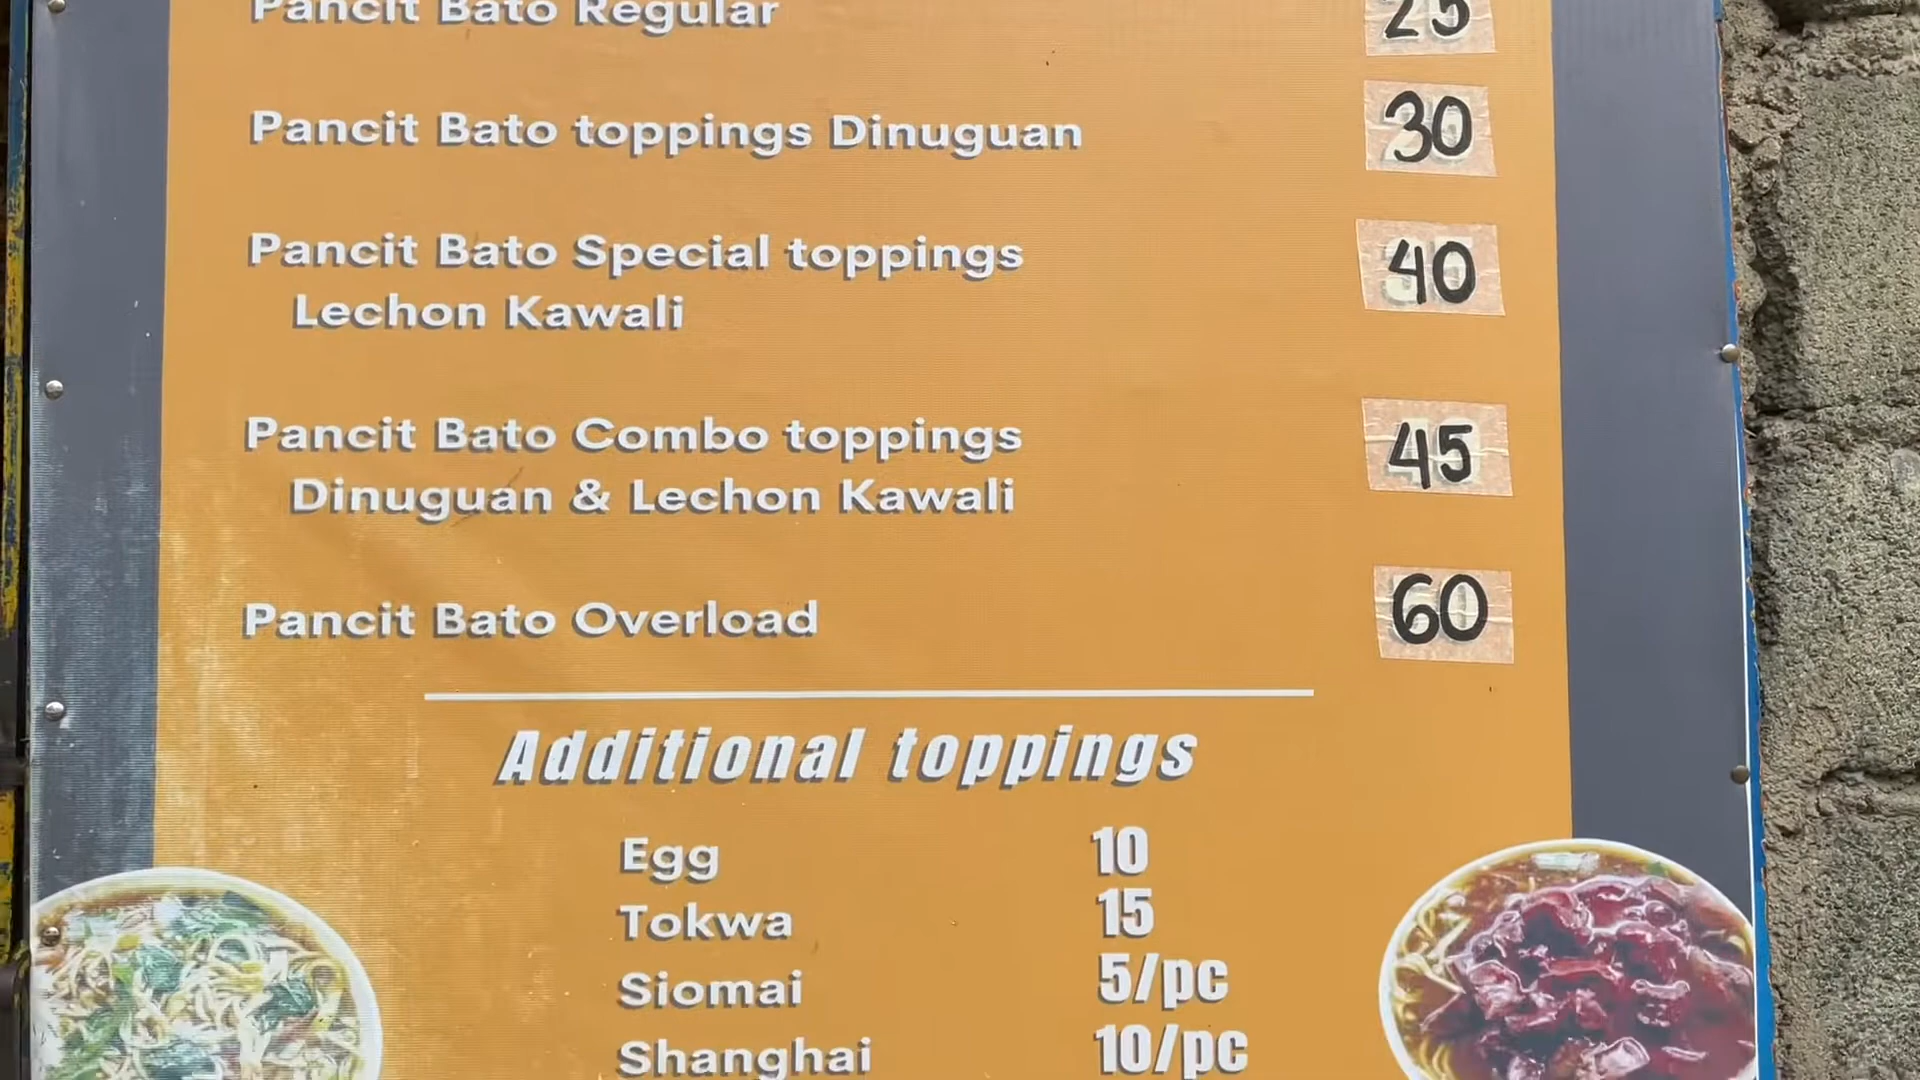 Pancit Bato Regular 25
Pancit Bato toppings Dinuguan 30
Pancit Bato Special toppings 40
Lechon Kawali
Pancit Bato Combo toppings 45
Dinuguan & Lechon Kawali
Pancit Bato Overload 60
Additional toppings
Egg 10
Tokwa 15
Siomai 5/pc
Shanghai 10/pc